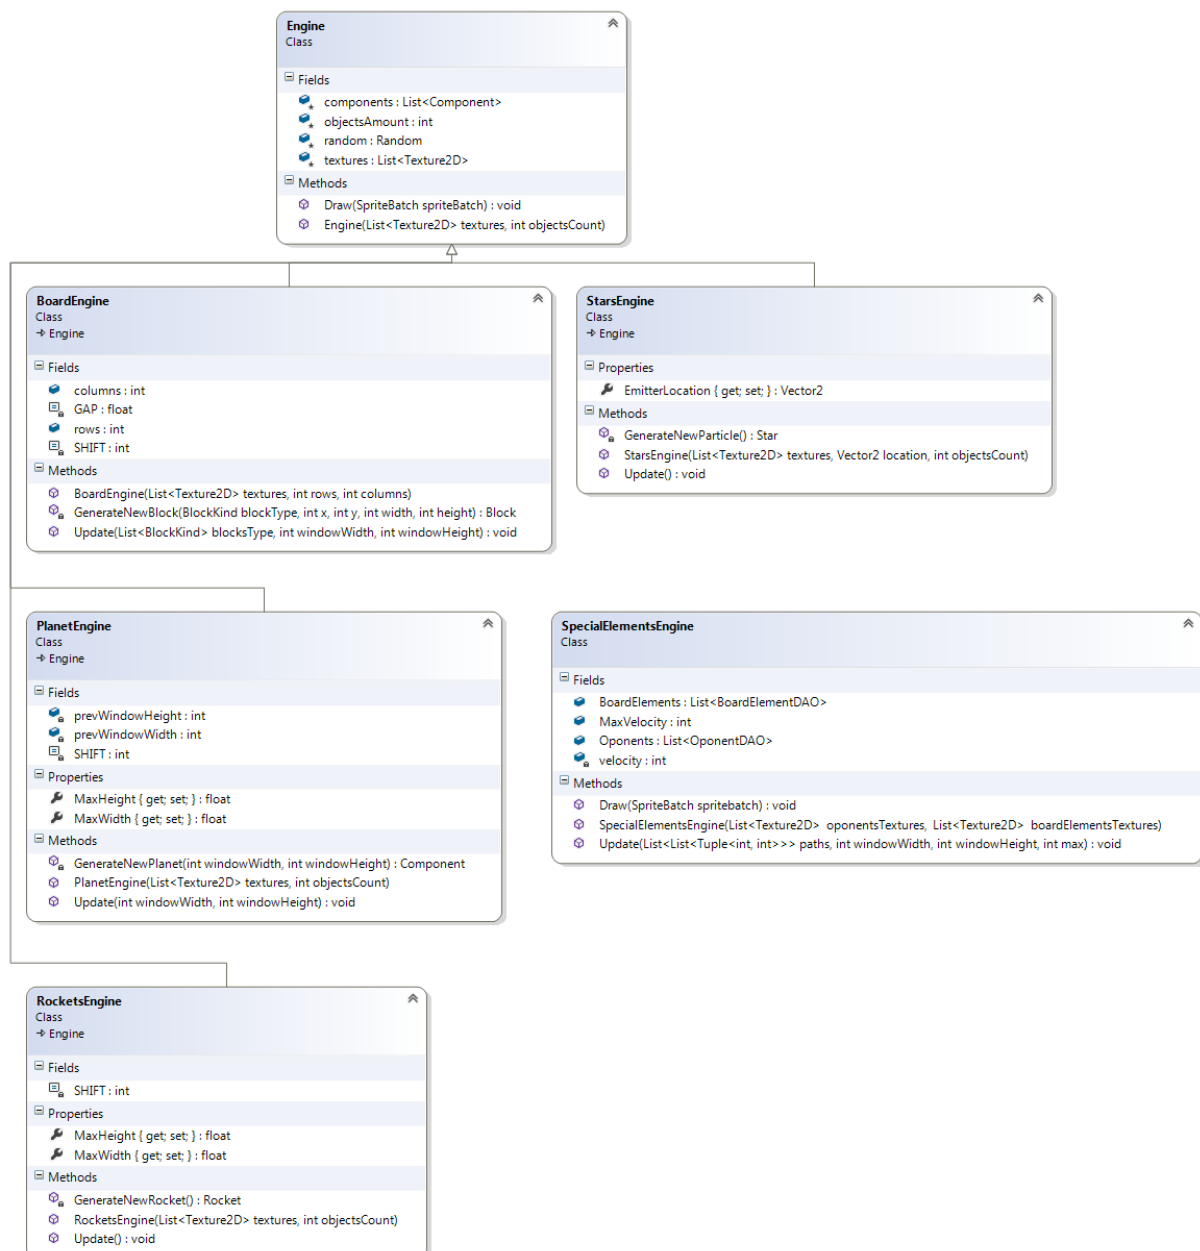 Engine
Class
Fields
components : List<Component>
objectsAmount : int
random : Random
textures : List<Texture2D>
Methods
Draw(SpriteBatch spriteBatch) : void
Engine(List<Texture2D> textures, int objectsCount)
BoardEngine
Class
Engine
Fields
columns : int
GAP : float
rows : int
SHIFT : int
Methods
BoardEngine(List<Texture2D> textures, int rows, int columns)
GenerateNewBlock(BlockKind blockType, int x, int y, int width, int height) : Block
Update(List<BlockKind> blocksType, int windowWidth, int windowHeight) : void
StarsEngine
Class
Engine
Properties
EmitterLocation { get; set; } : Vector2
Methods
GenerateNewParticle() : Star
StarsEngine(List<Texture2D> textures, Vector2 location, int objectsCount)
Update() : void
PlanetEngine
Class
Engine
Fields
prevWindowHeight : int
prevWindowWidth : int
SHIFT : int
Properties
MaxHeight { get; set; } : float
MaxWidth { get; set; } : float
Methods
GenerateNewPlanet(int windowWidth, int windowHeight) : Component
PlanetEngine(List<Texture2D> textures, int objectsCount)
Update(int windowWidth, int windowHeight) : void
SpecialElementsEngine
Class
Fields
BoardElements : List<BoardElementDAO>
MaxVelocity : int
Oponents : List<OponentDAO>
velocity : int
Methods
Draw(SpriteBatch spritebatch) : void
SpecialElementsEngine(List<Texture2D> oponentsTextures, List<Texture2D> boardElementsTextures)
Update(List<List<Tuple<int, int>>> paths, int windowWidth, int windowHeight, int max) : void
RocketsEngine
Class
Engine
Fields
SHIFT : int
Properties
MaxHeight { get; set; } : float
MaxWidth { get; set; } : float
Methods
GenerateNewRocket() : Rocket
RocketsEngine(List<Texture2D> textures, int objectsCount)
Update() : void